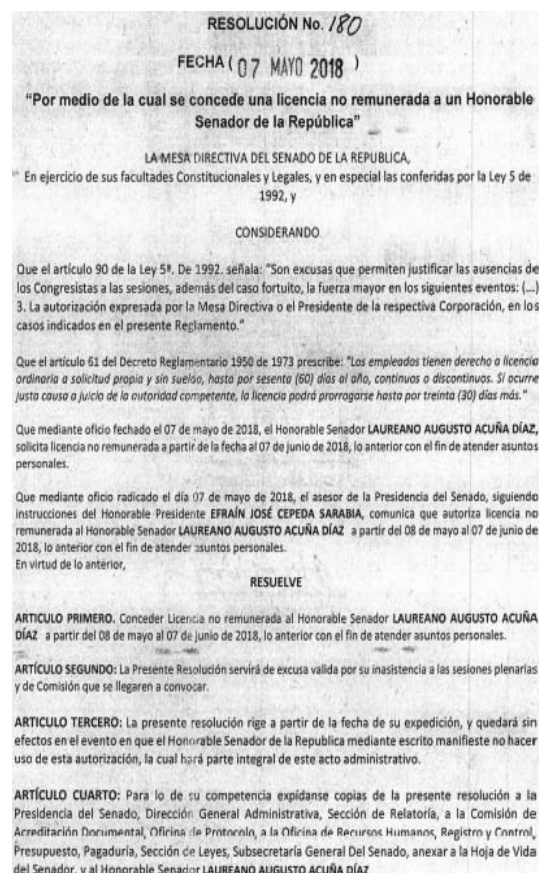 RESOLUCIÓN No. 180
FECHA ( 07 MAYO 2018 )
"Por medio de la cual se concede una licencia no remunerada a un Honorable
Senador de la República"
LA MESA DIRECTIVA DEL SENADO DE LA REPUBLICA,
En ejercicio de sus facultades Constitucionales y Legales, y en especial las conferidas por la Ley 5 de
1992, y
CONSIDERANDO
Que el artículo 90 de la Ley 5ª. De 1992. señala: "Son excusas que permiten justificar las ausencias de
los Congresistas a las sesiones, además del caso fortuito, la fuerza mayor en los siguientes eventos: (...)
3. La autorización expresada por la Mesa Directiva o el Presidente de la respectiva Corporación, en los
casos indicados en el presente Reglamento."
Que el artículo 61 del Decreto Reglamentario 1950 de 1973 prescribe: "Los empleados tienen derecho a licencia
ordinaria a solicitud propia y sin sueldo, hasta por sesenta (60) días al año, continuos o discontinuos. Si ocurre
justa causa a juicio de la autoridad competente, la licencia podrá prorrogarse hasta por treinta (30) días más."
Que mediante oficio fechado el 07 de mayo de 2018, el Honorable Senador LAUREANO AUGUSTO ACUÑA DÍAZ,
solicita licencia no remunerada a partir de la fecha al 07 de junio de 2018, lo anterior con el fin de atender asuntos
personales.
Que mediante oficio radicado el día 07 de mayo de 2018, el asesor de la Presidencia del Senado, siguiendo
instrucciones del Honorable Presidente EFRAÍN JOSÉ CEPEDA SARABIA, comunica que autoriza licencia no
remunerada al Honorable Senador LAUREANO AUGUSTO ACUÑA DÍAZ a partir del 08 de mayo al 07 de junio de
2018, lo anterior con el fin de atender asuntos personales.
En virtud de lo anterior,
RESUELVE
ARTICULO PRIMERO. Conceder Licencia no remunerada al Honorable Senador LAUREANO AUGUSTO ACUÑA
DÍAZ a partir del 08 de mayo al 07 de junio de 2018, lo anterior con el fin de atender asuntos personales.
ARTÍCULO SEGUNDO: La Presente Resolución servirá de excusa valida por su inasistencia a las sesiones plenarias
y de Comisión que se llegaren a convocar.
ARTICULO TERCERO: La presente resolución rige a partir de la fecha de su expedición, y quedará sin
efectos en el evento en que el Honorable Senador de la Republica mediante escrito manifieste no hacer
uso de esta autorización, la cual hará parte integral de este acto administrativo.
ARTÍCULO CUARTO: Para lo de su competencia expídanse copias de la presente resolución a la
Presidencia del Senado, Dirección General Administrativa, Sección de Relatoría, a la Comisión de
Acreditación Documental, Oficina de Protocolo, a la Oficina de Recursos Humanos, Registro y Control,
Presupuesto, Pagaduría, Sección de Leyes, Subsecretaria General Del Senado, anexar a la Hoja de Vida
del Senador, y al Honorable Senador LAUREANO AUGUSTO ACUÑA DÍAZ